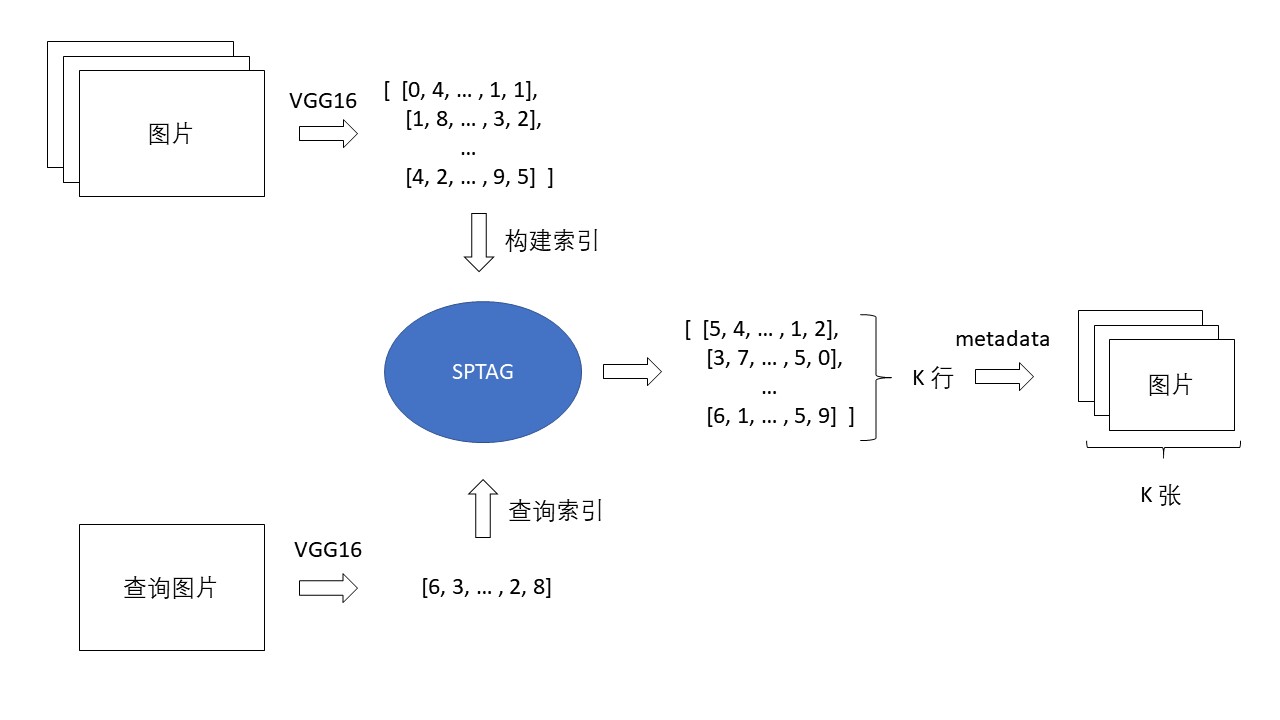 图片
VGG16
[ [0, 4, … , 1, 1],
[1, 8, … , 3, 2],
…
[4, 2, … , 9, 5] ]
构建索引
SPTAG
[ [5, 4, … , 1, 2],
[3, 7, … , 5, 0],
…
[6, 1, … , 5, 9] ]
K 行
metadata
图片
K 张
查询索引
查询图片
VGG16
[6, 3, … , 2, 8]